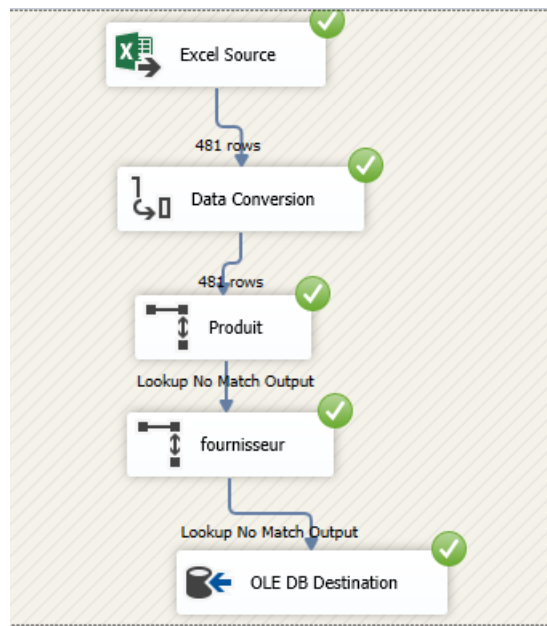 Excel Source
481 rows
Data Conversion
481 rows
Produit
Lookup No Match Output
fournisseur
Lookup No Match Output
OLE DB Destination